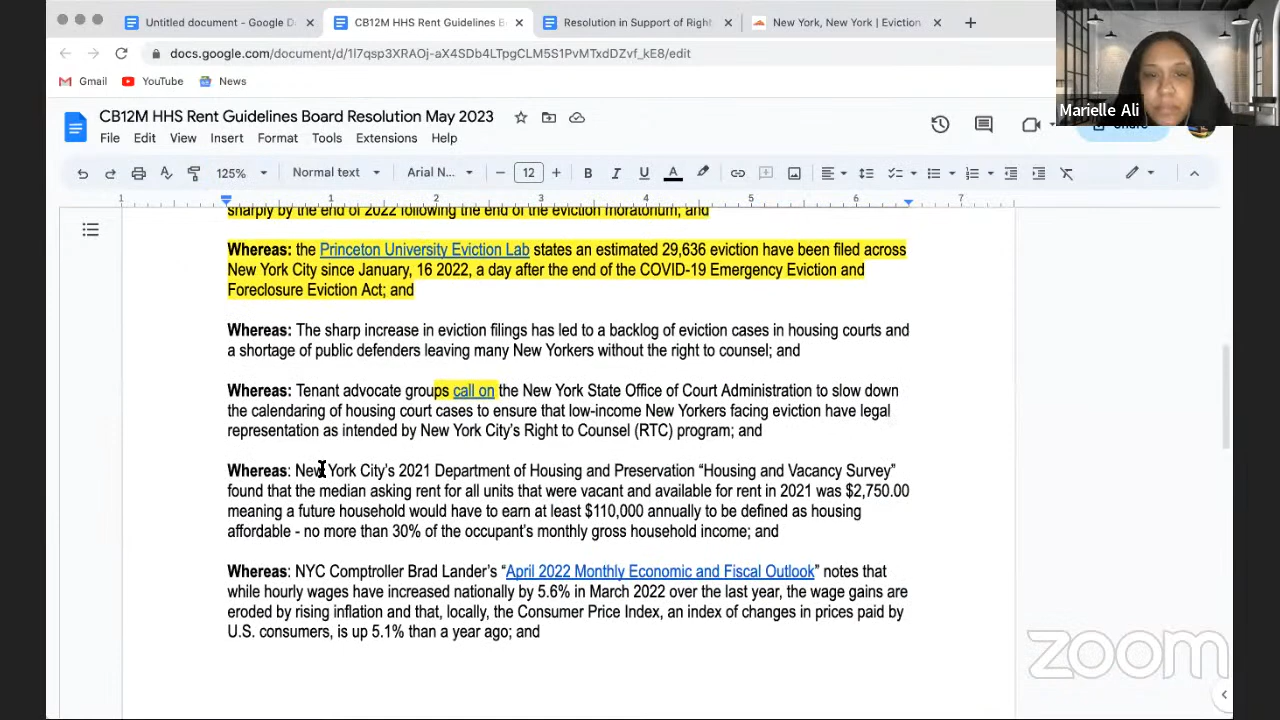 Untitled document - Google D
CB12M HHS Rent Guidelines B
Resolution in Support of Right
New York, New York | Eviction
docs.google.com/document/d/1l7qsp3XRAOj-aX4SDb4LTpgCLM5S1PvMTxdDZvf_kE8/edit
Gmail YouTube News
Marielle Ali
CB12M HHS Rent Guidelines Board Resolution May 2023
File Edit View Insert Format Tools Extensions Help
Share
125% Normal text Arial N... 12 B I U A
1 1 2 3 4 5 6 7
sharply by the end of 2022 following the end of the eviction moratorium; and
Whereas: the Princeton University Eviction Lab states an estimated 29,636 eviction have been filed across
New York City since January, 16 2022, a day after the end of the COVID-19 Emergency Eviction and
Foreclosure Eviction Act; and
Whereas: The sharp increase in eviction filings has led to a backlog of eviction cases in housing courts and
a shortage of public defenders leaving many New Yorkers without the right to counsel; and
Whereas: Tenant advocate groups call on the New York State Office of Court Administration to slow down
the calendaring of housing court cases to ensure that low-income New Yorkers facing eviction have legal
representation as intended by New York City's Right to Counsel (RTC) program; and
Whereas: New York City's 2021 Department of Housing and Preservation “Housing and Vacancy Survey”
found that the median asking rent for all units that were vacant and available for rent in 2021 was $2,750.00
meaning a future household would have to earn at least $110,000 annually to be defined as housing
affordable - no more than 30% of the occupant's monthly gross household income; and
Whereas: NYC Comptroller Brad Lander's “April 2022 Monthly Economic and Fiscal Outlook” notes that
while hourly wages have increased nationally by 5.6% in March 2022 over the last year, the wage gains are
eroded by rising inflation and that, locally, the Consumer Price Index, an index of changes in prices paid by
U.S. consumers, is up 5.1% than a year ago; and
zoom